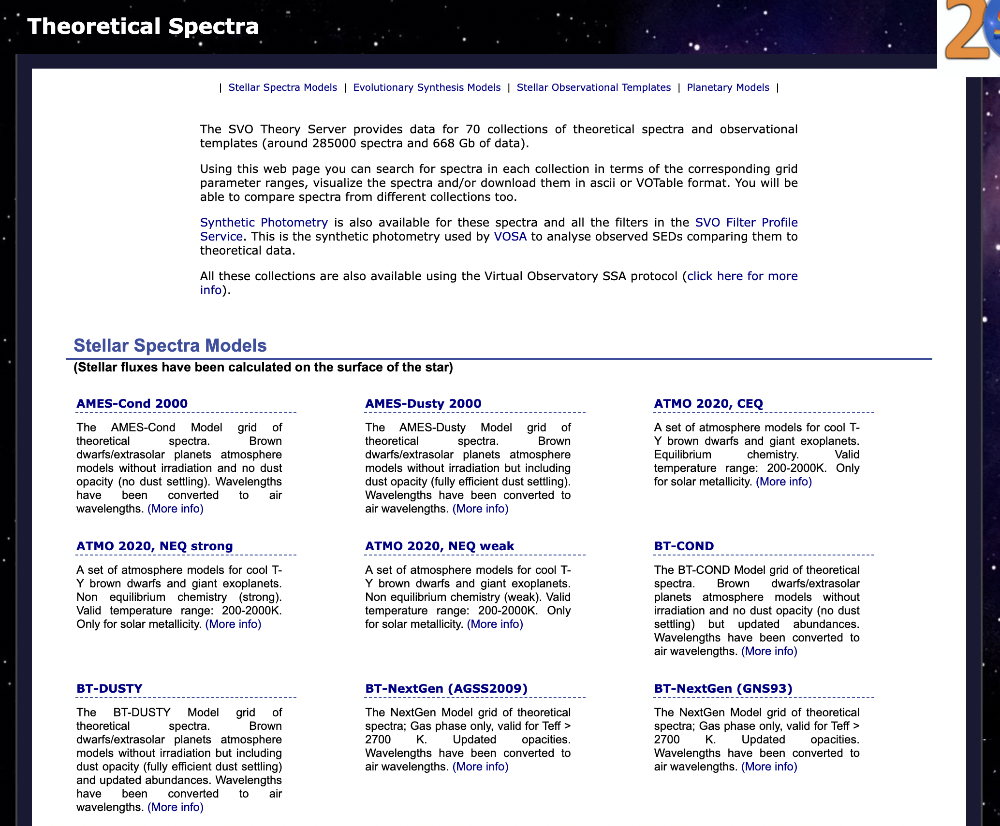 Theoretical Spectra
2
| Stellar Spectra Models | Evolutionary Synthesis Models | Stellar Observational Templates | Planetary Models |
The SVO Theory Server provides data for 70 collections of theoretical spectra and observational
templates (around 285000 spectra and 668 Gb of data).
Using this web page you can search for spectra in each collection in terms of the corresponding grid
parameter ranges, visualize the spectra and/or download them in ascii or VOTable format. You will be
able to compare spectra from different collections too.
Synthetic Photometry is also available for these spectra and all the filters in the SVO Filter Profile
Service. This is the synthetic photometry used by VOSA to analyse observed SEDs comparing them to
theoretical data.
All these collections are also available using the Virtual Observatory SSA protocol (click here for more
info).
Stellar Spectra Models
(Stellar fluxes have been calculated on the surface of the star)
AMES-Cond 2000
The AMES-Cond Model grid of
theoretical spectra. Brown
dwarfs/extrasolar planets atmosphere
models without irradiation and no dust
opacity (no dust settling). Wavelengths
have been converted to air
wavelengths. (More info)
AMES-Dusty 2000
The AMES-Dusty Model grid of
theoretical spectra. Brown
dwarfs/extrasolar planets atmosphere
models without irradiation but including
dust opacity (fully efficient dust settling).
Wavelengths have been converted to
air wavelengths. (More info)
ATMO 2020, CEQ
A set of atmosphere models for cool T-
Y brown dwarfs and giant exoplanets.
Equilibrium chemistry. Valid
temperature range: 200-2000K. Only
for solar metallicity. (More info)
ATMO 2020, NEQ strong
A set of atmosphere models for cool T-
Y brown dwarfs and giant exoplanets.
Non equilibrium chemistry (strong).
Valid temperature range: 200-2000K.
Only for solar metallicity. (More info)
ATMO 2020, NEQ weak
A set of atmosphere models for cool T-
Y brown dwarfs and giant exoplanets.
Non equilibrium chemistry (weak). Valid
temperature range: 200-2000K. Only
for solar metallicity. (More info)
BT-COND
The BT-COND Model grid of theoretical
spectra. Brown dwarfs/extrasolar
planets atmosphere models without
irradiation and no dust opacity (no dust
settling) but updated abundances.
Wavelengths have been converted to
air wavelengths. (More info)
BT-DUSTY
The BT-DUSTY Model grid of
theoretical spectra. Brown
dwarfs/extrasolar planets atmosphere
models without irradiation but including
dust opacity (fully efficient dust settling)
and updated abundances. Wavelengths
have been converted to air
wavelengths. (More info)
BT-NextGen (AGSS2009)
The NextGen Model grid of theoretical
spectra; Gas phase only, valid for Teff >
2700 K. Updated opacities.
Wavelengths have been converted to
air wavelengths. (More info)
BT-NextGen (GNS93)
The NextGen Model grid of theoretical
spectra; Gas phase only, valid for Teff >
2700 K. Updated opacities.
Wavelengths have been converted to
air wavelengths. (More info)